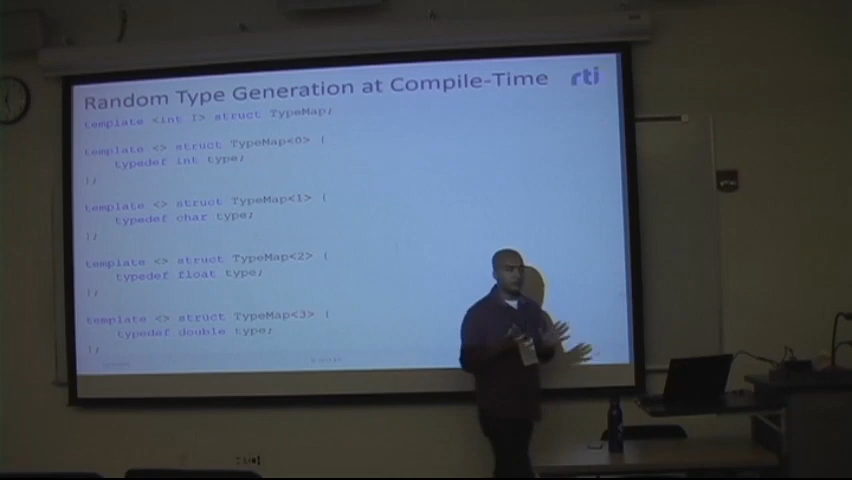 Random Type Generation at Compile-Time
rti
template <int I> struct TypeMap;
template <> struct TypeMap<0> {
typedef int type;
};
template <> struct TypeMap<1> {
typedef char type;
};
template <> struct TypeMap<2> {
typedef float type;
};
template <> struct TypeMap<3> {
typedef double type;
};